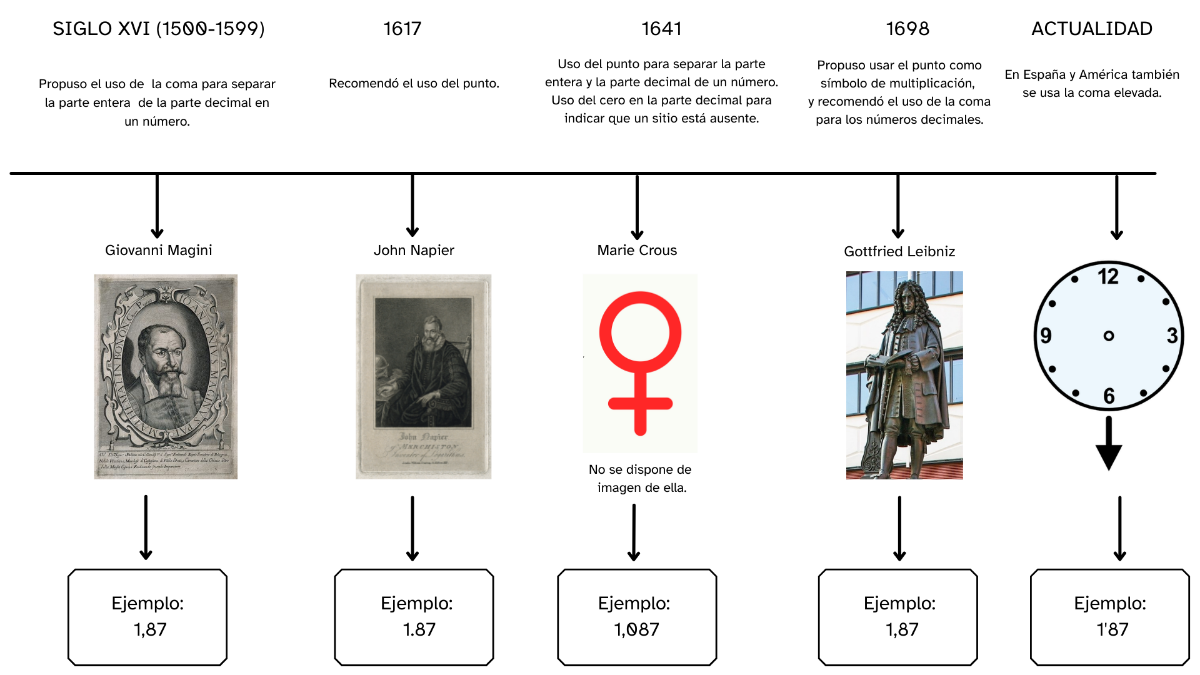 SIGLO XVI (1500-1599)
Propuso el uso de la coma para separar
la parte entera de la parte decimal en
un número.
1617
Recomendó el uso del punto.
1641
Uso del punto para separar la parte
entera y la parte decimal de un número.
Uso del cero en la parte decimal para
indicar que un sitio está ausente.
1698
Propuso usar el punto como
símbolo de multiplicación,
y recomendó el uso de la coma
para los números decimales.
ACTUALIDAD
En España y América también
se usa la coma elevada.
Giovanni Magini
John Napier
John Napier
of MERCHISTON,
Marie Crous
No se dispone de
imagen de ella.
Gottfried Leibniz
12
9
3
6
Ejemplo:
1,87
Ejemplo:
1.87
Ejemplo:
1,087
Ejemplo:
1,87
Ejemplo:
1'87